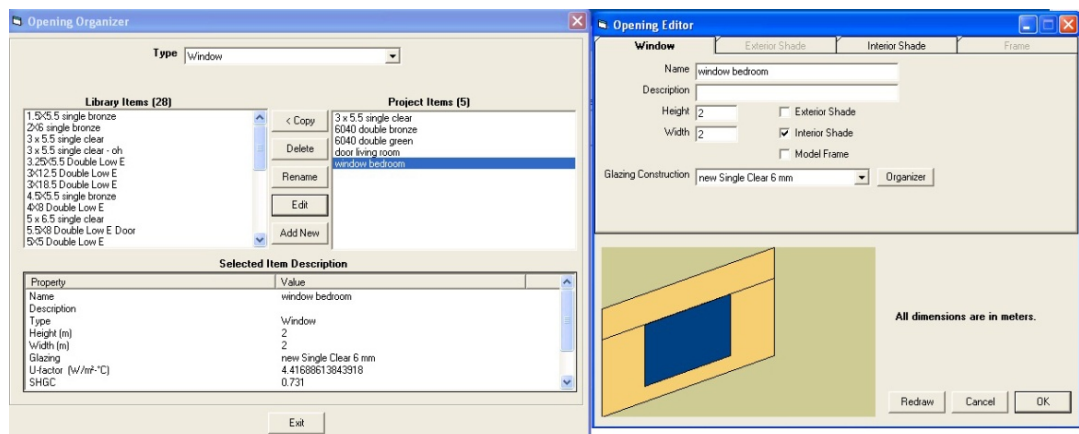 Opening Organizer
Type Window
Library Items (28)
1.5X5.5 single bronze
2X6 single bronze
3 x 5.5 single clear
3 x 5.5 single clear - oh
3.25X5.5 Double Low E
3X12.5 Double Low E
3X18.5 Double Low E
4.5X5.5 single bronze
4X8 Double Low E
5 x 6.5 single clear
5.5X8 Double Low E Door
5X5 Double Low E
< Copy
Delete
Rename
Edit
Add New
Project Items (5)
3 x 5.5 single clear
6040 double bronze
6040 double green
door living room
window bedroom
Selected Item Description
Property Value
Name window bedroom
Description
Type Window
Height (m) 2
Width (m) 2
Glazing new Single Clear 6 mm
U-factor (W/m²-°C) 4.41688613843918
SHGC 0.731
Exit
Opening Editor
Window Exterior Shade Interior Shade Frame
Name window bedroom
Description
Height 2 Exterior Shade
Width 2 Interior Shade
Model Frame
Glazing Construction new Single Clear 6 mm Organizer
All dimensions are in meters.
Redraw Cancel OK